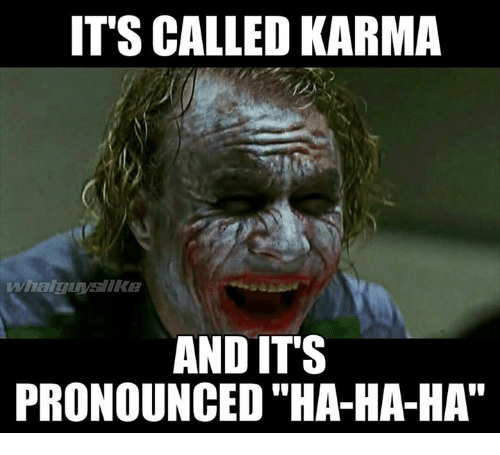 IT'S CALLED KARMA
whatguyslike
AND IT'S
PRONOUNCED "HA-HA-HA"